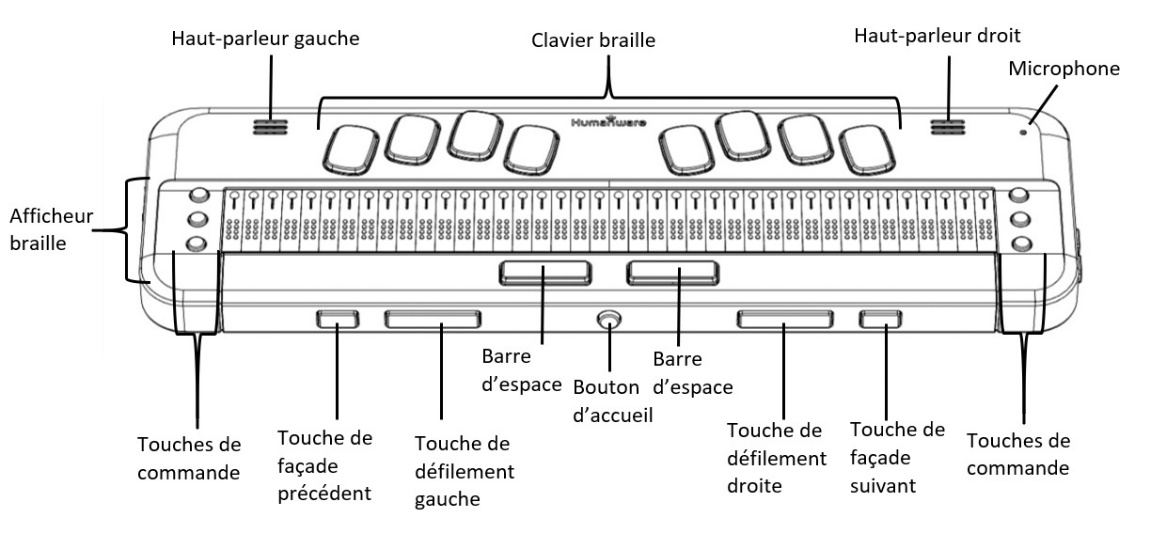 Haut-parleur gauche
Clavier braille
Haut-parleur droit
Microphone
HumanWare
Afficheur
braille
Barre
d'espace
Bouton
d'accueil
Barre
d'espace
Touches de
commande
Touche de
façade
précédent
Touche de
défilement
gauche
Touche de
défilement
droite
Touche de
façade
suivant
Touches de
commande